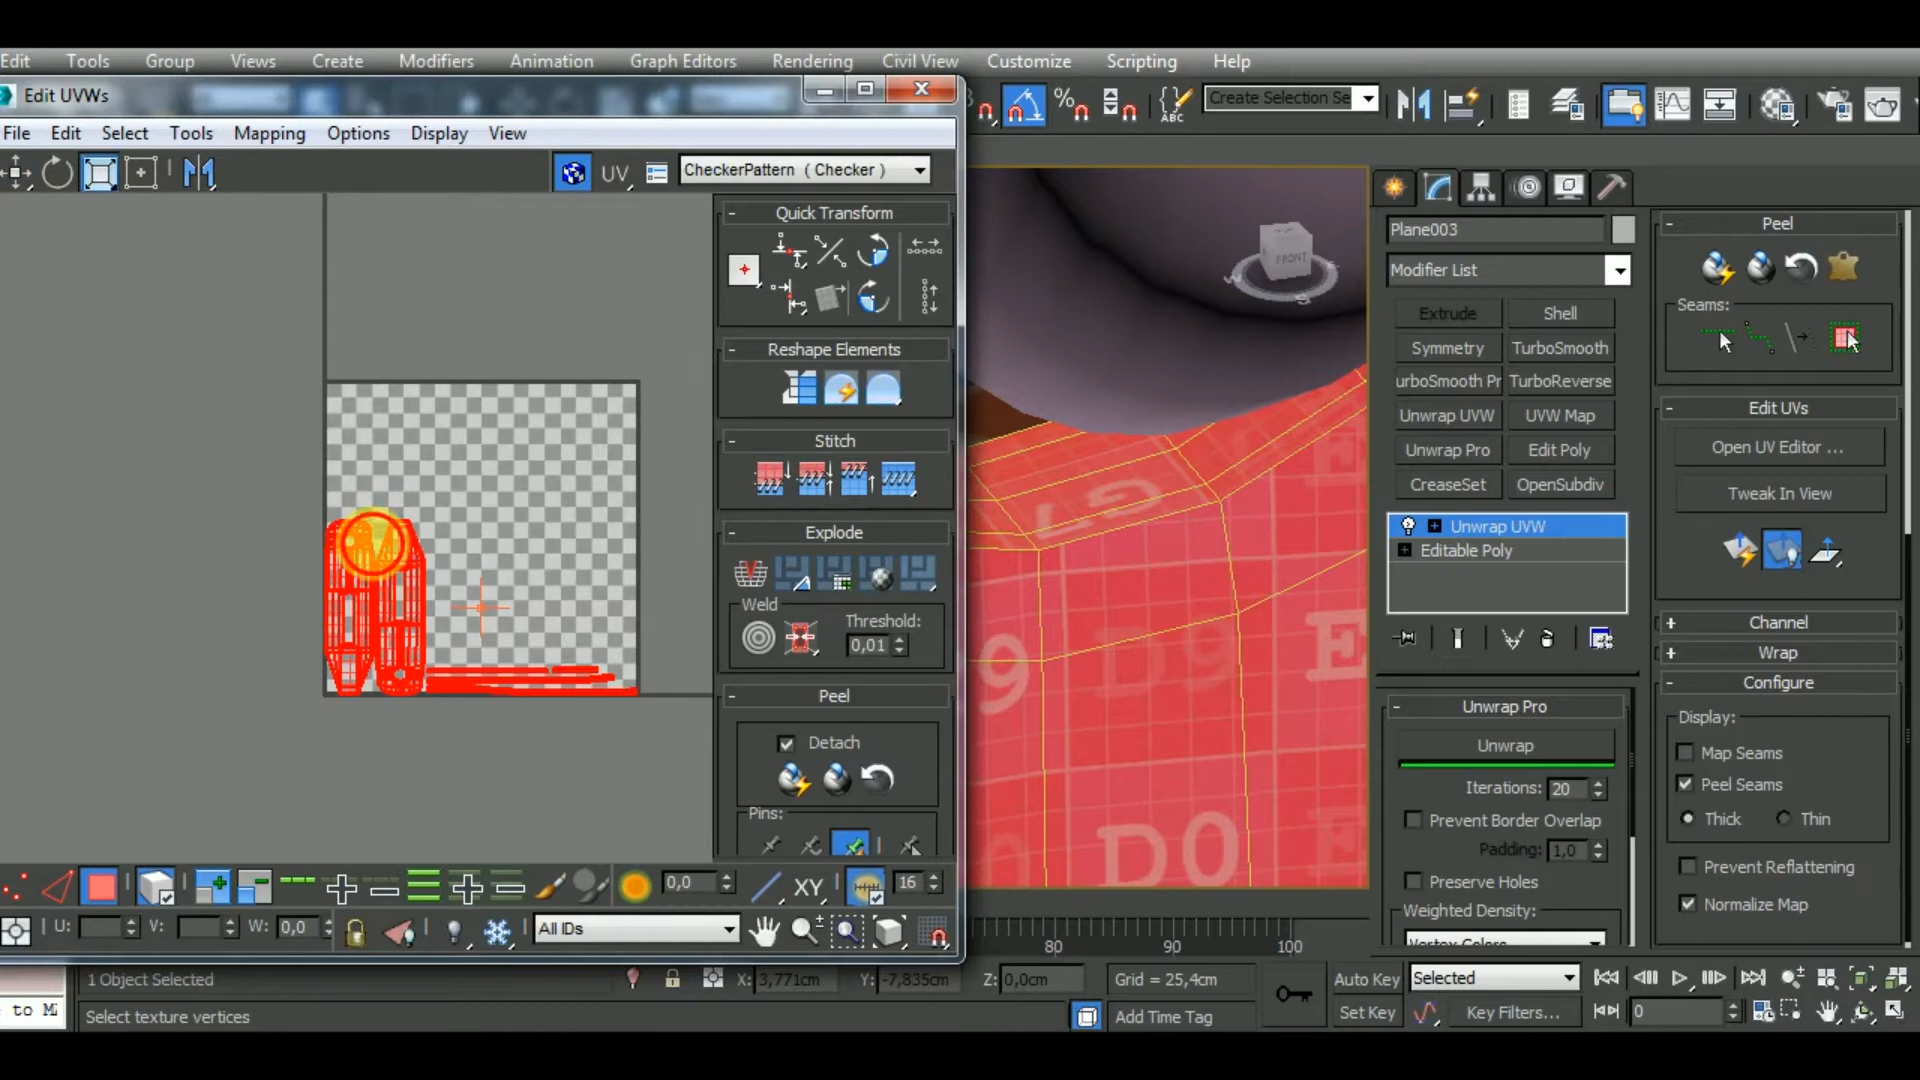 Edit Tools Group Views Create Modifiers Animation Graph Editors Rendering Civil View Customize Scripting Help
Edit UVWs
File Edit Select Tools Mapping Options Display View
UV
CheckerPattern ( Checker )
Create Selection Se
ABC
Quick Transform
Reshape Elements
Stitch
Explode
Weld
Threshold:
0,01
Peel
Detach
Pins:
0,0
XY
16
U:
V:
W: 0,0
All IDs
FRONT
W
S
G7
9
D9
E
D0
Plane003
Modifier List
Extrude
Shell
Symmetry
TurboSmooth
urboSmooth Pr
TurboReverse
Unwrap UVW
UVW Map
Unwrap Pro
Edit Poly
CreaseSet
OpenSubdiv
Unwrap UVW
Editable Poly
Unwrap Pro
Unwrap
Iterations: 20
Prevent Border Overlap
Padding: 1,0
Preserve Holes
Weighted Density:
Vertex Colors
Peel
Seams:
Edit UVs
Open UV Editor ...
Tweak In View
Channel
Wrap
Configure
Display:
Map Seams
Peel Seams
Thick
Thin
Prevent Reflattening
Normalize Map
80 90 100
1 Object Selected
X: 3,771cm
Y: -7,835cm
Z: 0,0cm
Grid = 25,4cm
Auto Key
Selected
to Mi
Select texture vertices
Add Time Tag
Set Key
Key Filters...
0